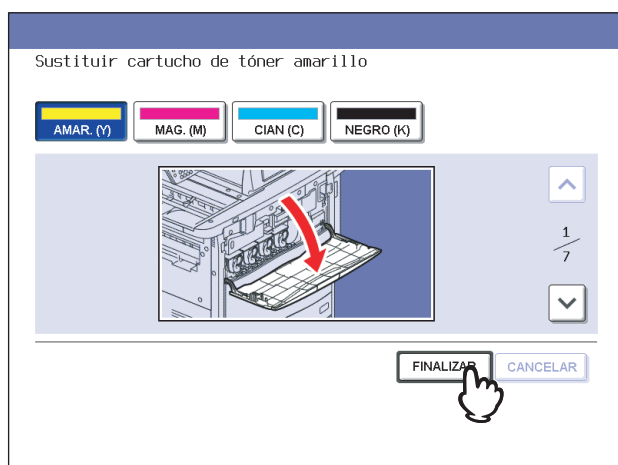 Sustituir cartucho de tóner amarillo
AMAR. (Y) MAG. (M) CIAN (C) NEGRO (K)
1
7
FINALIZAR CANCELAR